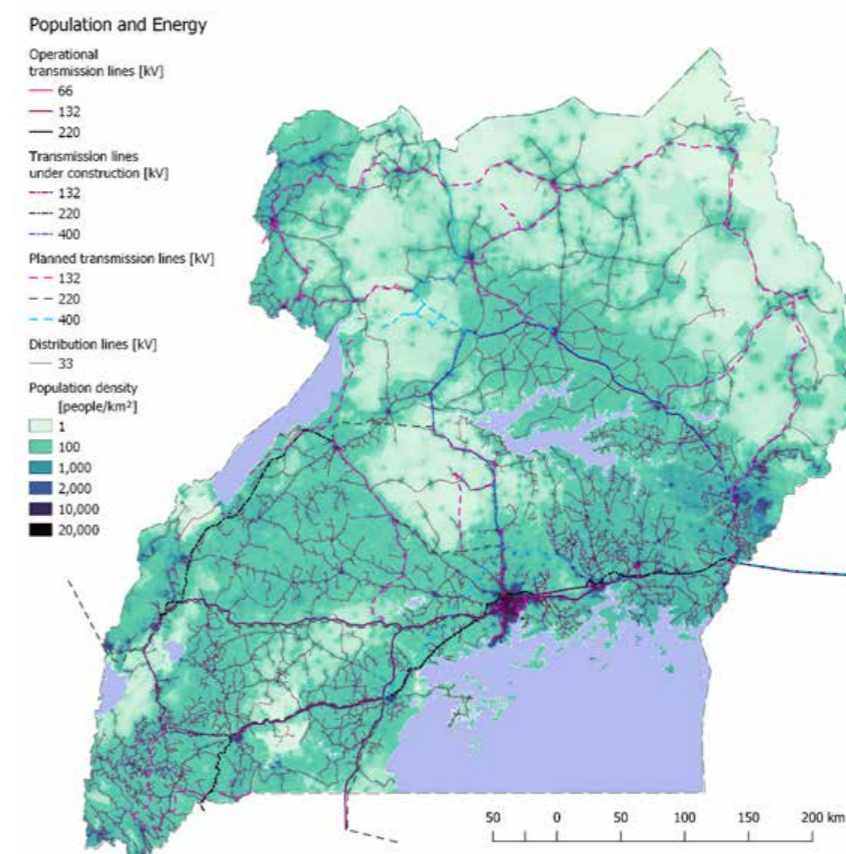 Population and Energy
Operational
transmission lines [kV]
66
132
220
Transmission lines
under construction [kV]
132
220
400
Planned transmission lines [kV]
132
220
400
Distribution lines [kV]
33
Population density
[people/km²]
1
100
1,000
2,000
10,000
20,000
50 0 50 100 150 200 km